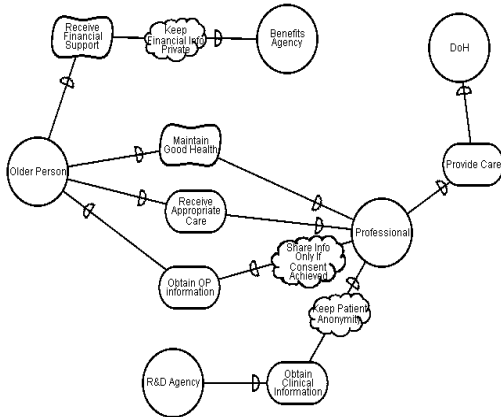 Receive
Financial
Support
Keep
Financial Info
Private
Benefits
Agency
DoH
Maintain
Good Health
Older Person
Provide Care
Receive
Appropriate
Care
Professional
Share Info
Only If
Consent
Achieved
Obtain OP
information
Keep Patient
Anonymity
R&D Agency
Obtain
Clinical
Information